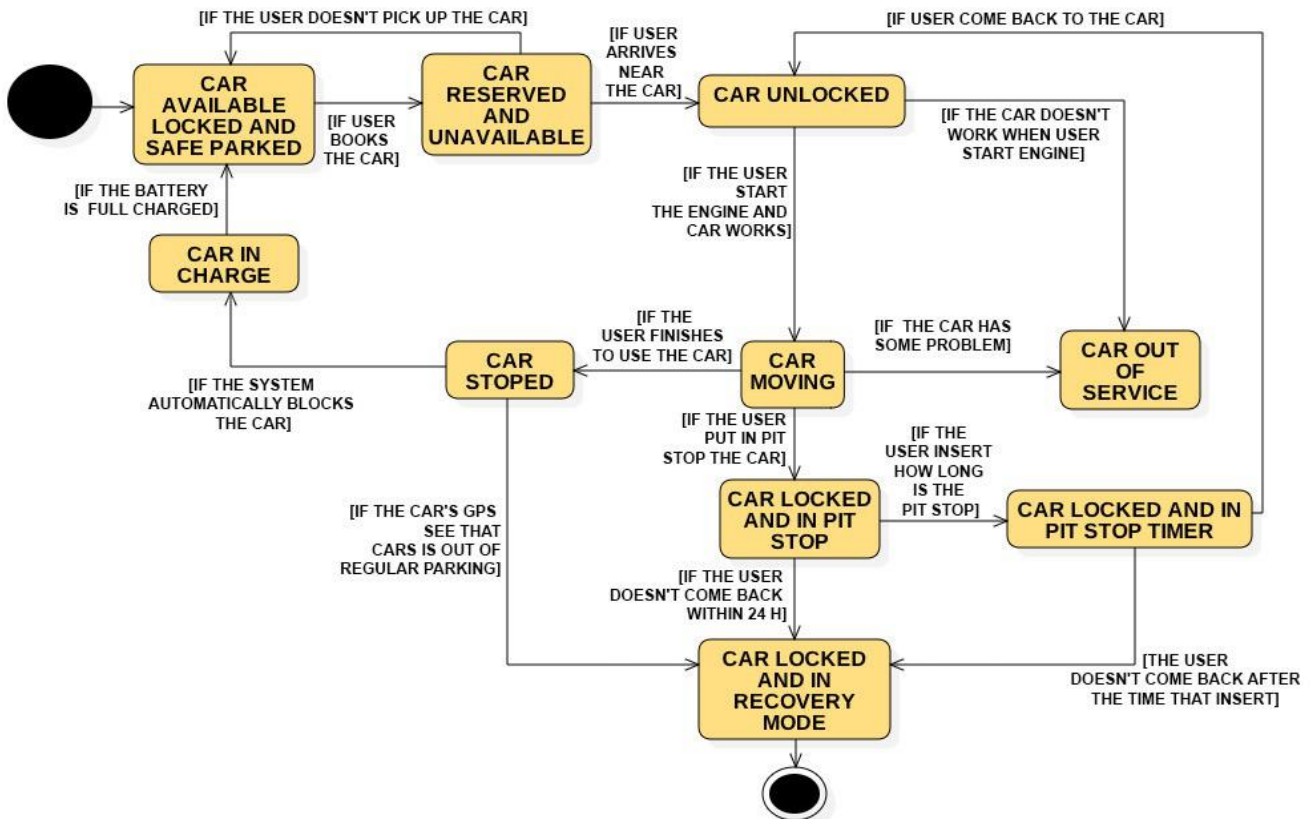 [IF THE USER DOESN'T PICK UP THE CAR]
[IF USER
ARRIVES
NEAR
THE CAR]
[IF USER COME BACK TO THE CAR]
CAR
AVAILABLE
LOCKED AND
SAFE PARKED
[IF USER
BOOKS
THE CAR]
CAR
RESERVED
AND
UNAVAILABLE
CAR UNLOCKED
[IF THE CAR DOESN'T
WORK WHEN USER
START ENGINE]
[IF THE BATTERY
IS FULL CHARGED]
[IF THE USER
START
THE ENGINE AND
CAR WORKS]
CAR IN
CHARGE
[IF THE
USER FINISHES
TO USE THE CAR]
[IF THE CAR HAS
SOME PROBLEM]
CAR
STOPED
CAR
MOVING
CAR OUT
OF
SERVICE
[IF THE SYSTEM
AUTOMATICALLY BLOCKS
THE CAR]
[IF THE USER
PUT IN PIT
STOP THE CAR]
[IF THE
USER INSERT
HOW LONG
IS THE
PIT STOP]
CAR LOCKED
AND IN PIT
STOP
CAR LOCKED AND IN
PIT STOP TIMER
[IF THE CAR'S GPS
SEE THAT
CARS IS OUT OF
REGULAR PARKING]
[IF THE USER
DOESN'T COME BACK
WITHIN 24 H]
CAR LOCKED
AND IN
RECOVERY
MODE
[THE USER
DOESN'T COME BACK AFTER
THE TIME THAT INSERT]